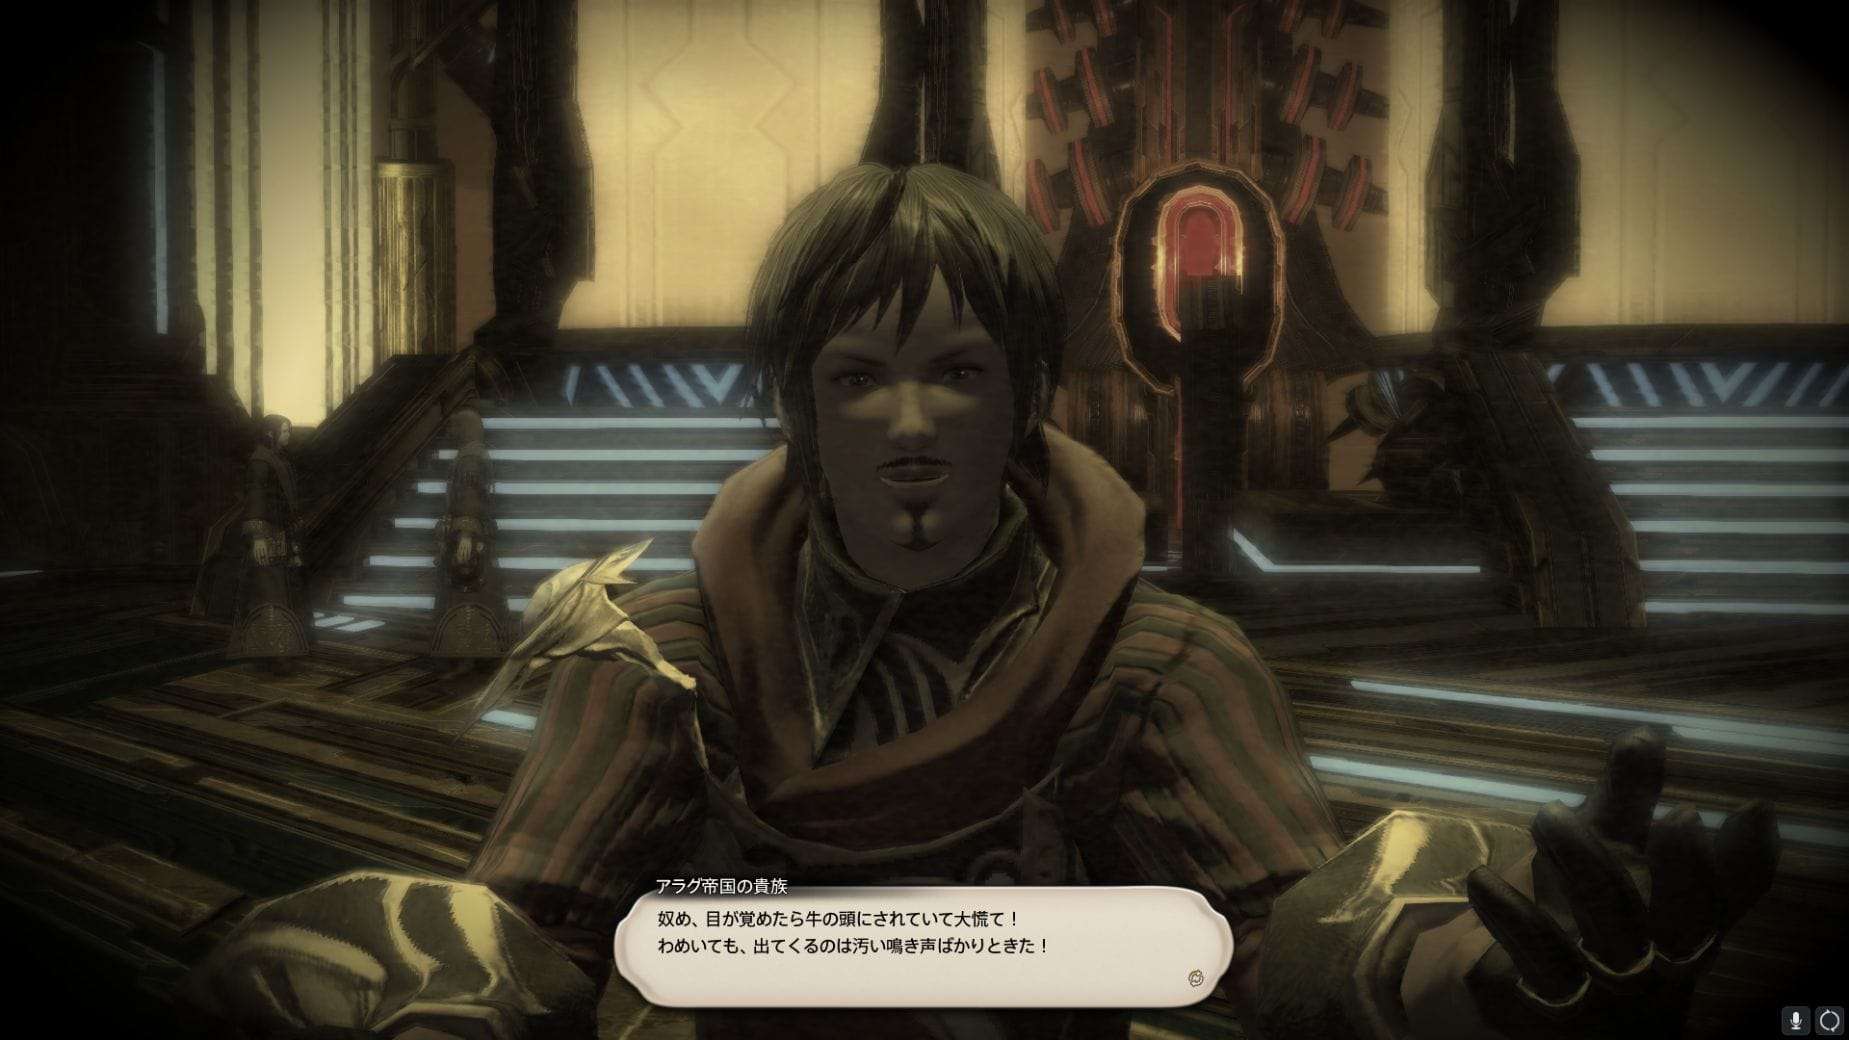 アラグ帝国の貴族
奴め、目が覚めたら牛の頭にされていて大慌て！
わめいても、出てくるのは汚い鳴き声ばかりときた！